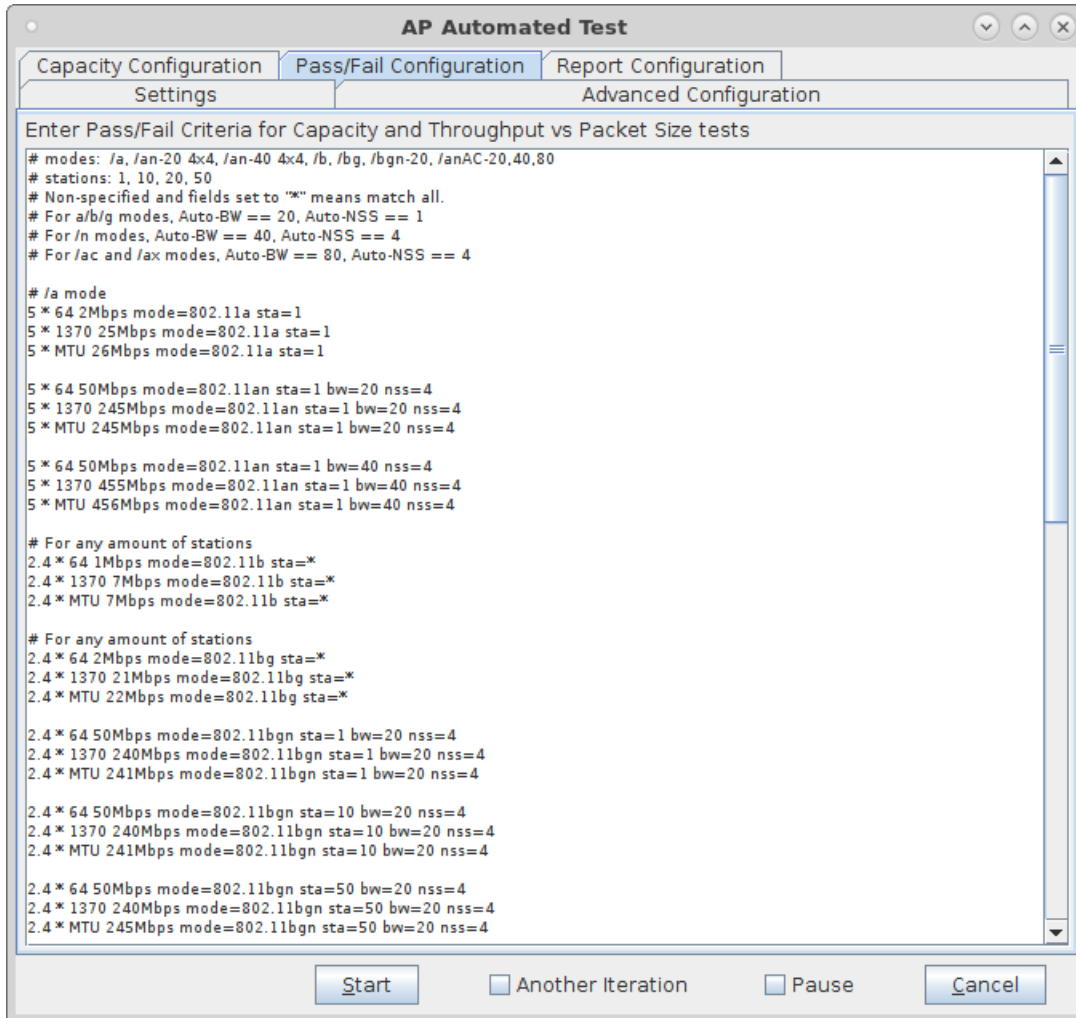 AP Automated Test
Capacity Configuration Pass/Fail Configuration Report Configuration
Settings Advanced Configuration
Enter Pass/Fail Criteria for Capacity and Throughput vs Packet Size tests
# modes: /a, /an-20 4x4, /an-40 4x4, /b, /bg, /bgn-20, /anAC-20,40,80
# stations: 1, 10, 20, 50
# Non-specified and fields set to "*" means match all.
# For a/b/g modes, Auto-BW == 20, Auto-NSS == 1
# For /n modes, Auto-BW == 40, Auto-NSS == 4
# For /ac and /ax modes, Auto-BW == 80, Auto-NSS == 4
# /a mode
5 * 64 2Mbps mode=802.11a sta=1
5 * 1370 25Mbps mode=802.11a sta=1
5 * MTU 26Mbps mode=802.11a sta=1
5 * 64 50Mbps mode=802.11an sta=1 bw=20 nss=4
5 * 1370 245Mbps mode=802.11an sta=1 bw=20 nss=4
5 * MTU 245Mbps mode=802.11an sta=1 bw=20 nss=4
5 * 64 50Mbps mode=802.11an sta=1 bw=40 nss=4
5 * 1370 455Mbps mode=802.11an sta=1 bw=40 nss=4
5 * MTU 456Mbps mode=802.11an sta=1 bw=40 nss=4
# For any amount of stations
2.4 * 64 1Mbps mode=802.11b sta=*
2.4 * 1370 7Mbps mode=802.11b sta=*
2.4 * MTU 7Mbps mode=802.11b sta=*
# For any amount of stations
2.4 * 64 2Mbps mode=802.11bg sta=*
2.4 * 1370 21Mbps mode=802.11bg sta=*
2.4 * MTU 22Mbps mode=802.11bg sta=*
2.4 * 64 50Mbps mode=802.11bgn sta=1 bw=20 nss=4
2.4 * 1370 240Mbps mode=802.11bgn sta=1 bw=20 nss=4
2.4 * MTU 241Mbps mode=802.11bgn sta=1 bw=20 nss=4
2.4 * 64 50Mbps mode=802.11bgn sta=10 bw=20 nss=4
2.4 * 1370 240Mbps mode=802.11bgn sta=10 bw=20 nss=4
2.4 * MTU 241Mbps mode=802.11bgn sta=10 bw=20 nss=4
2.4 * 64 50Mbps mode=802.11bgn sta=50 bw=20 nss=4
2.4 * 1370 240Mbps mode=802.11bgn sta=50 bw=20 nss=4
2.4 * MTU 245Mbps mode=802.11bgn sta=50 bw=20 nss=4
Start Another Iteration Pause Cancel